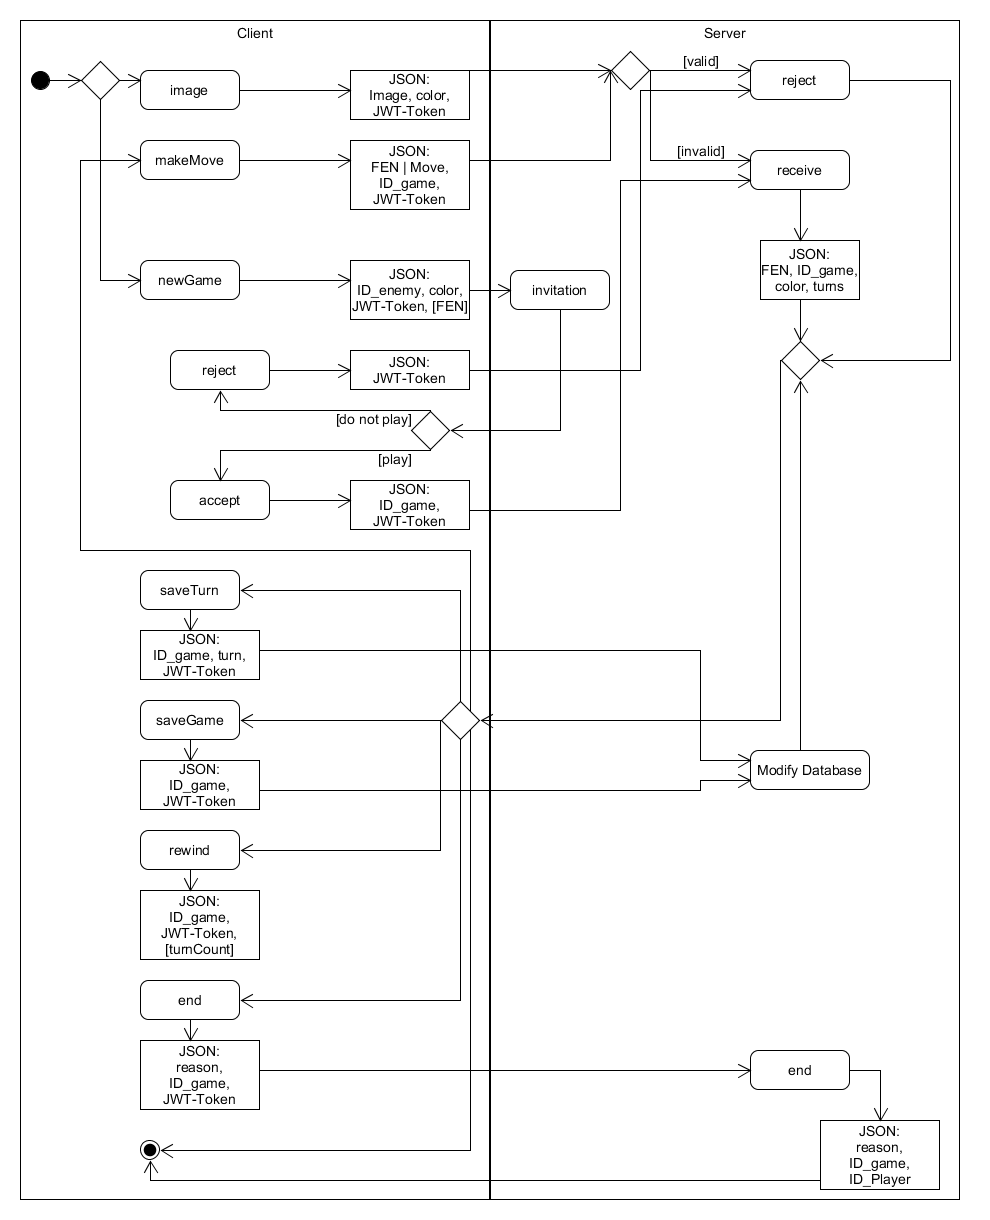 Client
Server
image
JSON:
Image, color,
JWT-Token
[valid]
reject
makeMove
JSON:
FEN | Move,
ID_game,
JWT-Token
[invalid]
receive
JSON:
FEN, ID_game,
color, turns
newGame
JSON:
ID_enemy, color,
JWT-Token, [FEN]
invitation
reject
JSON:
JWT-Token
[do not play]
[play]
accept
JSON:
ID_game,
JWT-Token
saveTurn
JSON:
ID_game, turn,
JWT-Token
saveGame
JSON:
ID_game,
JWT-Token
Modify Database
rewind
JSON:
ID_game,
JWT-Token,
[turnCount]
end
JSON:
reason,
ID_game,
JWT-Token
end
JSON:
reason,
ID_game,
ID_Player